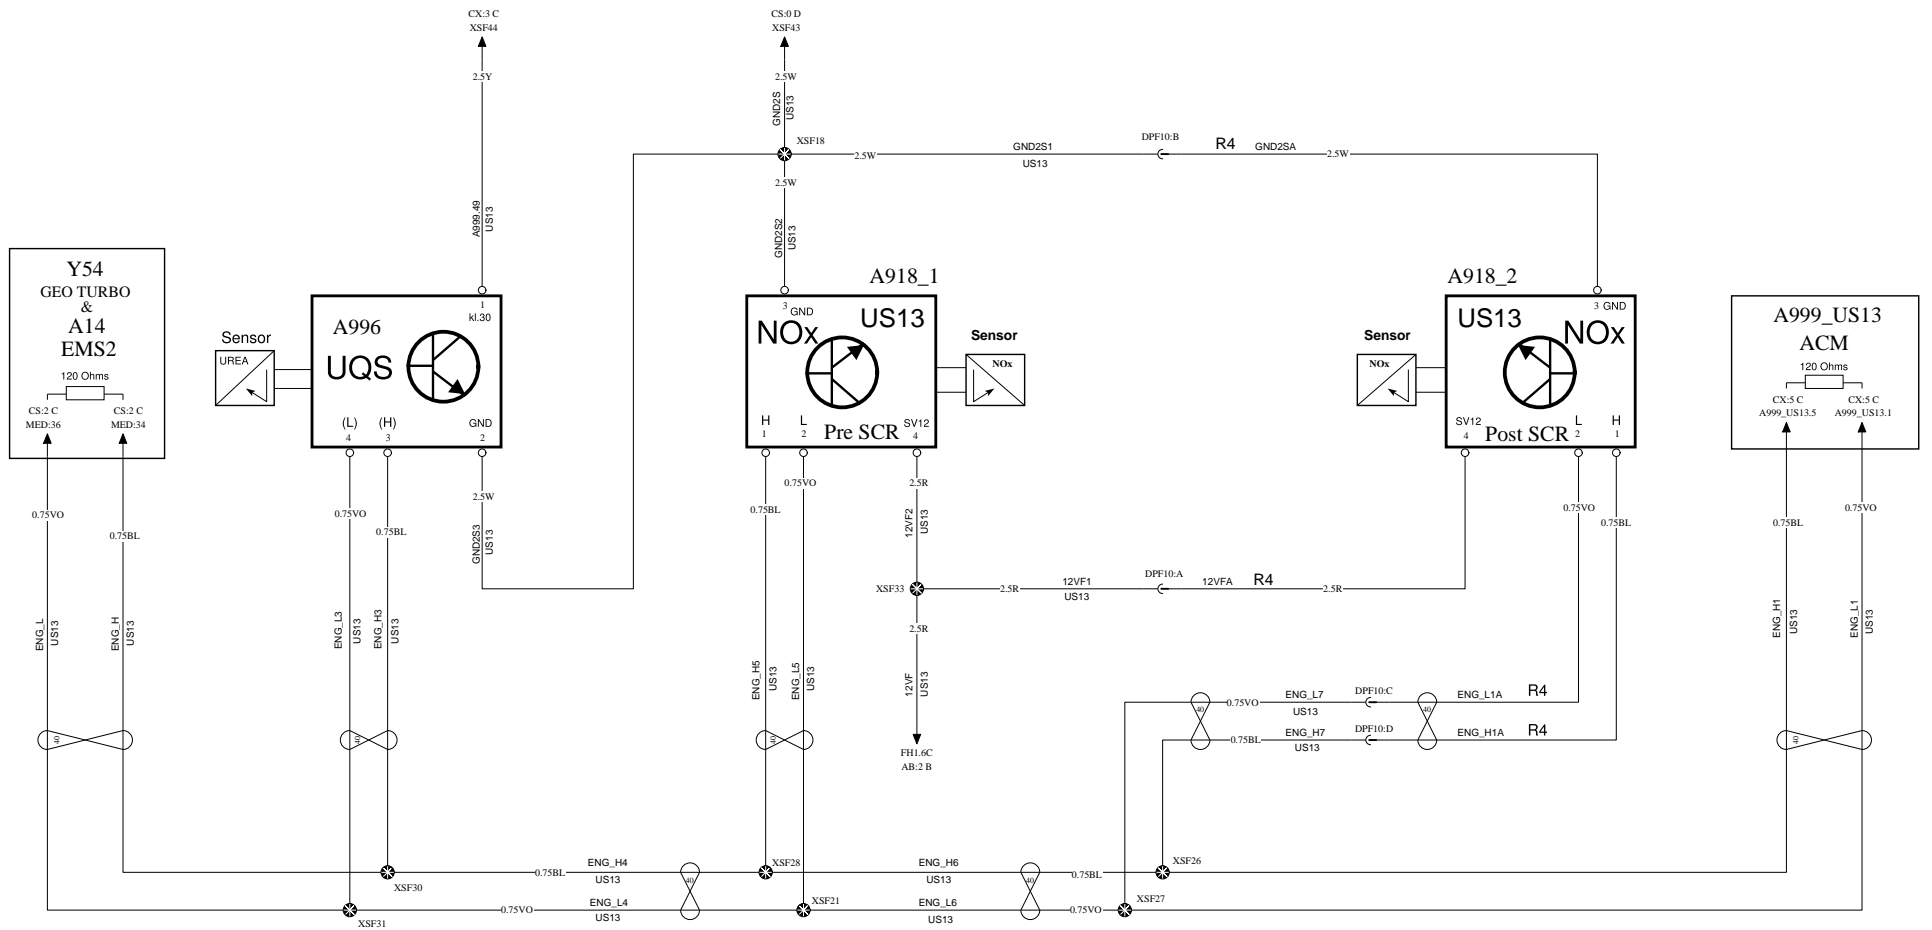 CX:3 C
XSF44
CS:0 D
XSF43
2.5Y
2.5W
GND2S
US13
XSF18
2.5W
GND2S1
US13
DPF10:B
R4
GND2SA
2.5W
2.5W
A999.49
US13
GND2S2
US13
Y54
GEO TURBO
&
A14
EMS2
120 Ohms
CS:2 C
MED:36
CS:2 C
MED:34
Sensor
UREA
A996
UQS
1
kl.30
(L)
4
(H)
3
GND
2
A918_1
3 GND
NOx
US13
H
1
L
2
Pre SCR
SV12
4
Sensor
NOx
A918_2
US13
3 GND
NOx
Sensor
NOx
SV12
4
Post SCR
L
2
H
1
A999_US13
ACM
120 Ohms
CX:5 C
A999_US13.5
CX:5 C
A999_US13.1
0.75VO
0.75BL
0.75VO
0.75BL
2.5W
GND2S3
US13
0.75BL
0.75VO
2.5R
12VF2
US13
0.75VO
0.75BL
0.75BL
0.75VO
XSF33
2.5R
12VF1
US13
DPF10:A
12VFA
R4
2.5R
2.5R
ENG_L
US13
ENG_H
US13
ENG_L3
US13
ENG_H3
US13
ENG_H5
US13
ENG_L5
US13
12VF
US13
FH1.6C
AB:2 B
ENG_H1
US13
ENG_L1
US13
0.75VO
ENG_L7
US13
DPF10:C
ENG_L1A
R4
0.75BL
ENG_H7
US13
DPF10:D
ENG_H1A
R4
40
40
40
40
40
40
XSF30
0.75BL
ENG_H4
US13
40
XSF28
ENG_H6
US13
40
0.75BL
XSF26
XSF31
0.75VO
ENG_L4
US13
XSF21
ENG_L6
US13
0.75VO
XSF27